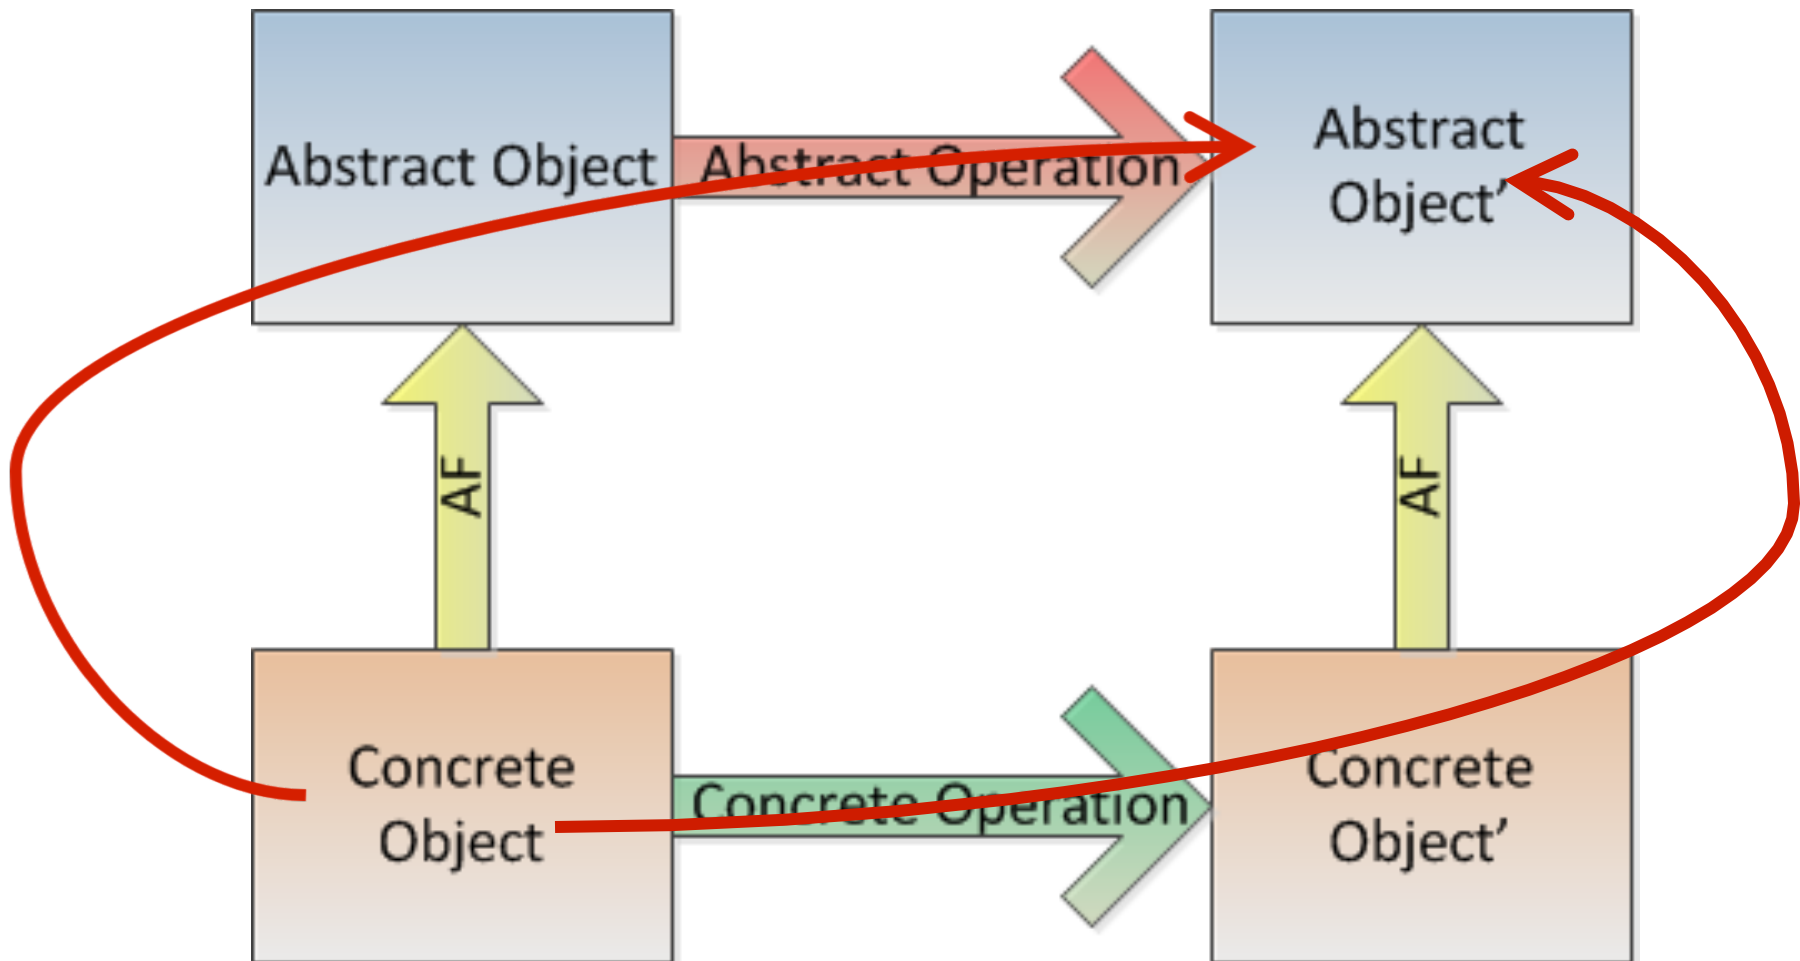 Abstract Object
Abstract Operation
Abstract
Object’
AF
AF
Concrete
Object
Concrete Operation
Concrete
Object’